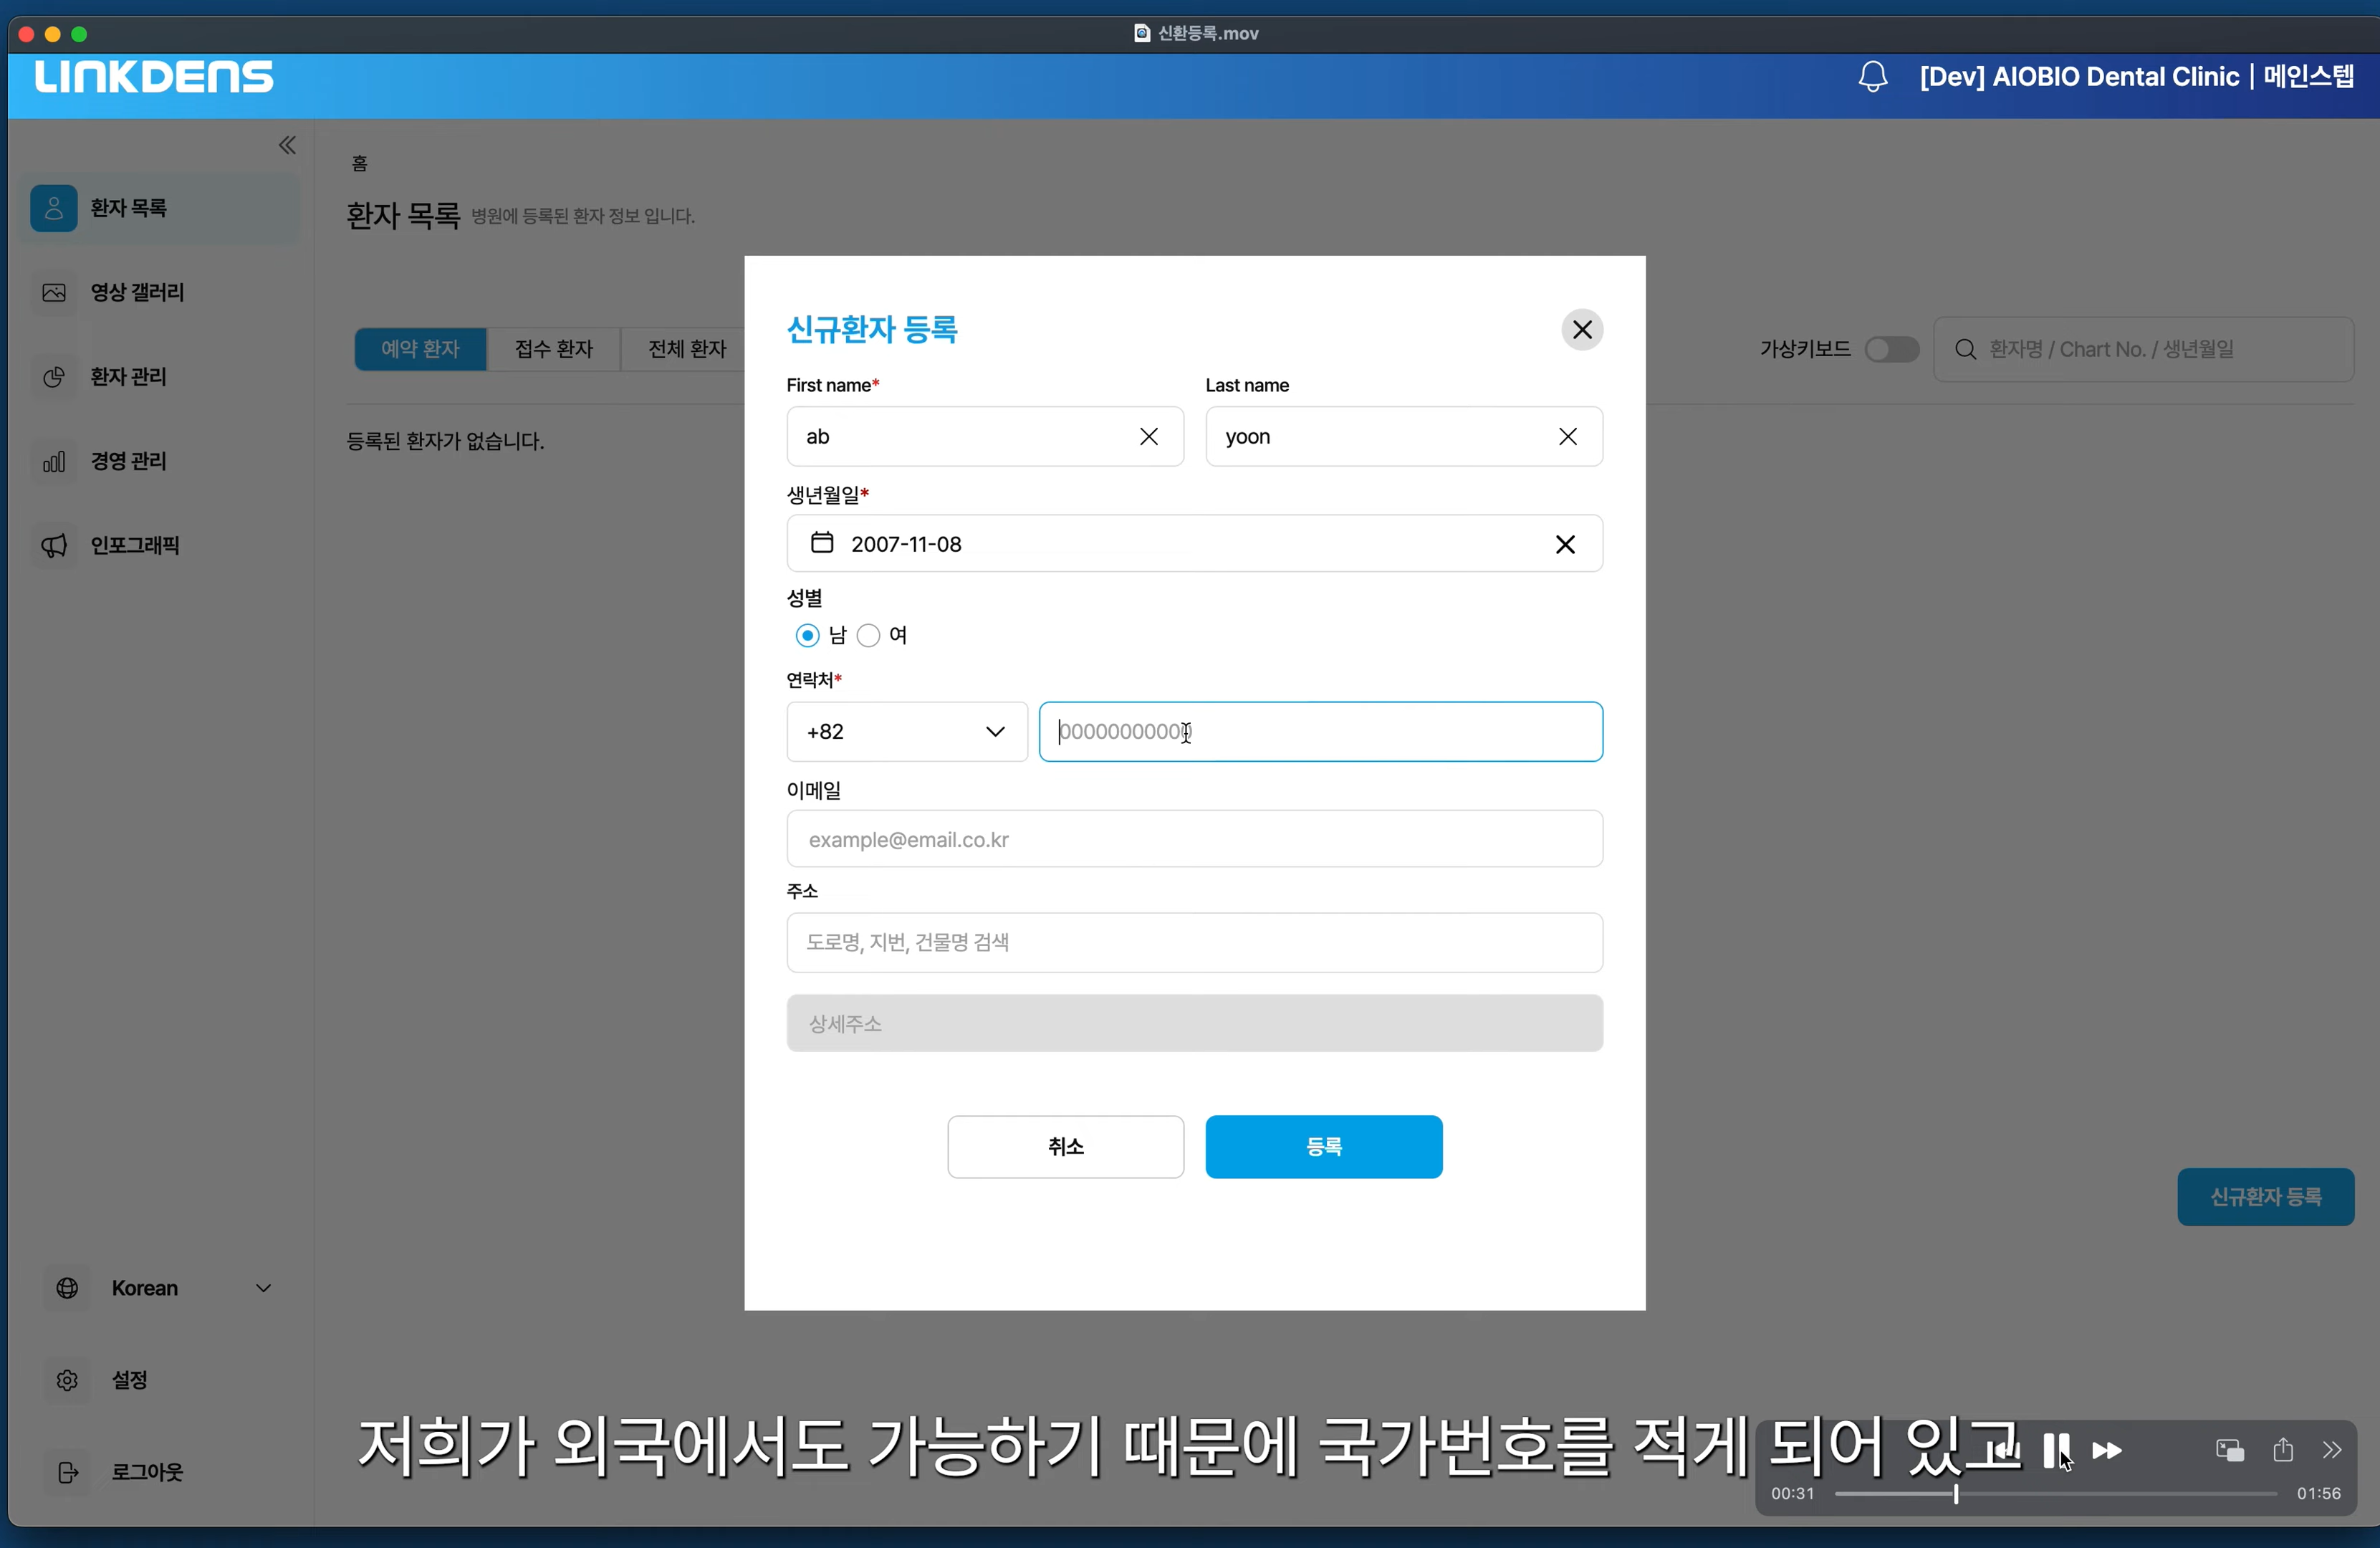 신환등록.mov
LINKDENS
[Dev] AIOBIO Dental Clinic | 메인스텝
환자 목록
영상 갤러리
환자 관리
경영 관리
인포그래픽
Korean
설정
로그아웃
홈
환자 목록 병원에 등록된 환자 정보 입니다.
예약 환자 접수 환자 전체 환자
가상키보드
환자명 / Chart No. / 생년월일
등록된 환자가 없습니다.
신규환자 등록
First name* Last name
ab yoon
생년월일*
2007-11-08
성별
남 여
연락처*
+82 00000000000
이메일
example@email.co.kr
주소
도로명, 지번, 건물명 검색
상세주소
취소 등록
신규환자 등록
저희가 외국에서도 가능하기 때문에 국가번호를 적게 되어 있고
00:31 01:56